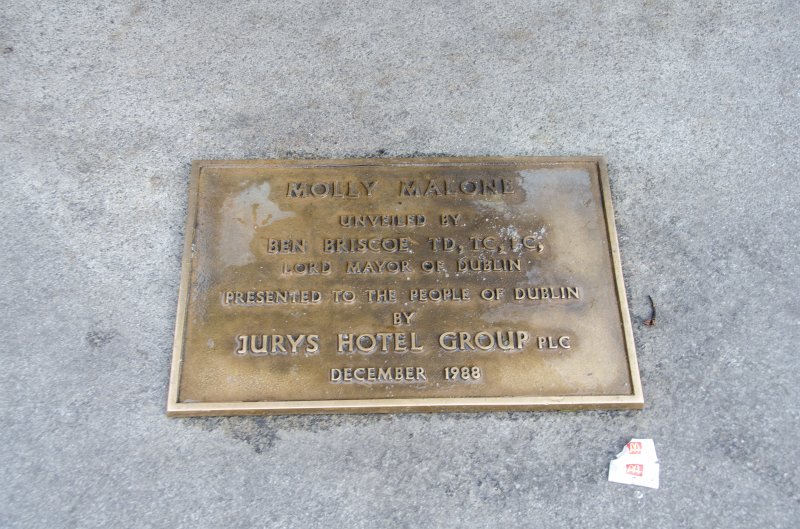 MOLLY MALONE
UNVEILED BY
BEN BRISCOE TD, TC, PC,
LORD MAYOR OF DUBLIN
PRESENTED TO THE PEOPLE OF DUBLIN
BY
JURYS HOTEL GROUP PLC
DECEMBER 1988